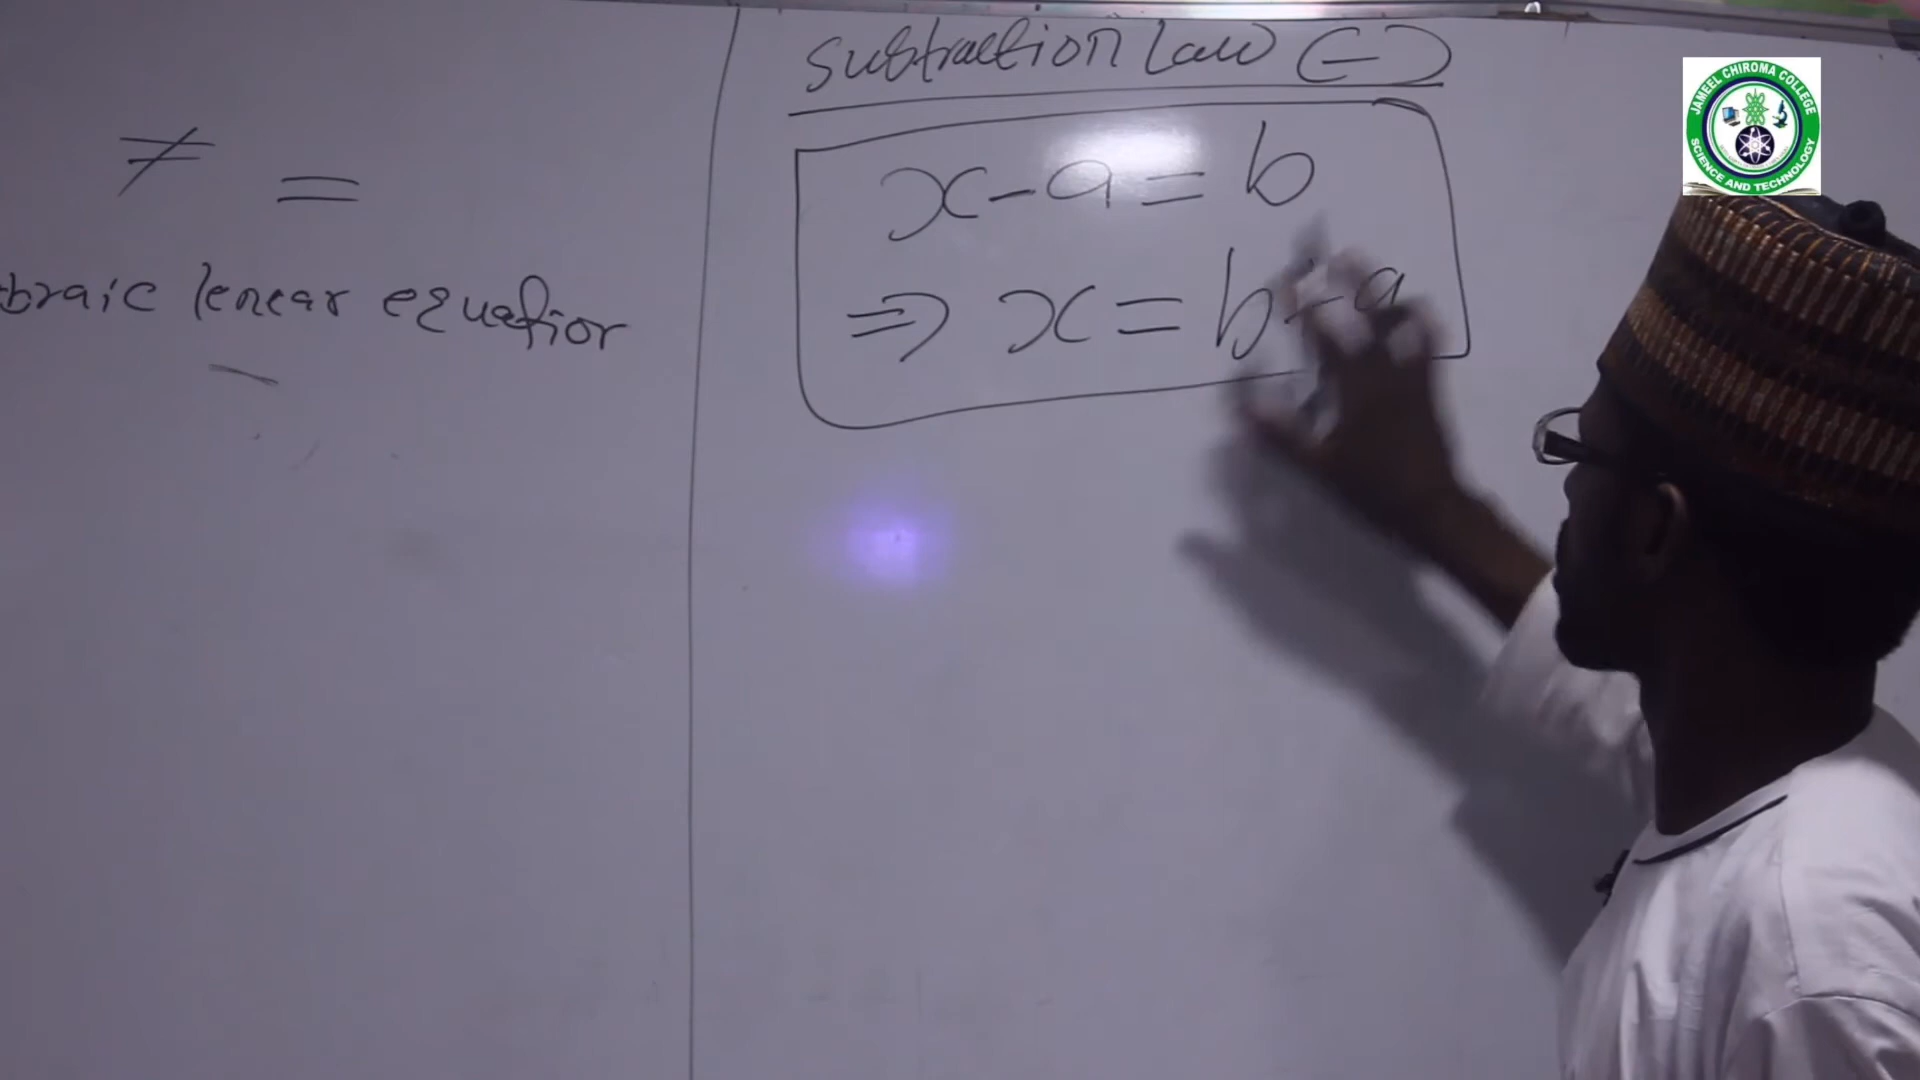 ≠ =
braic lenear equation
subtraction law (-)
x - a = b
⇒ x = b + a
JAMEEL CHIROMA COLLEGE
SCIENCE AND TECHNOLOGY